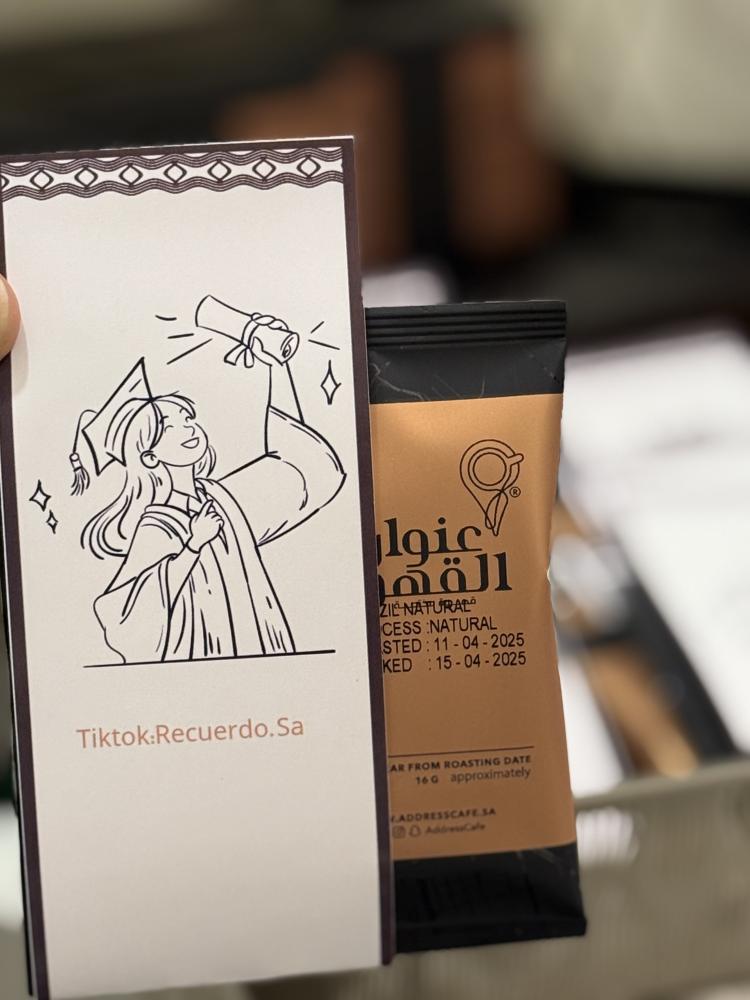 Tiktok:Recuerdo.Sa
®
عنوان
ZIL NATURAL
CESS :NATURAL
STED : 11 - 04 - 2025
KED : 15 - 04 - 2025
AR FROM ROASTING DATE
16 G approximately
.ADDRESSCAFE.SA
AddressCafe